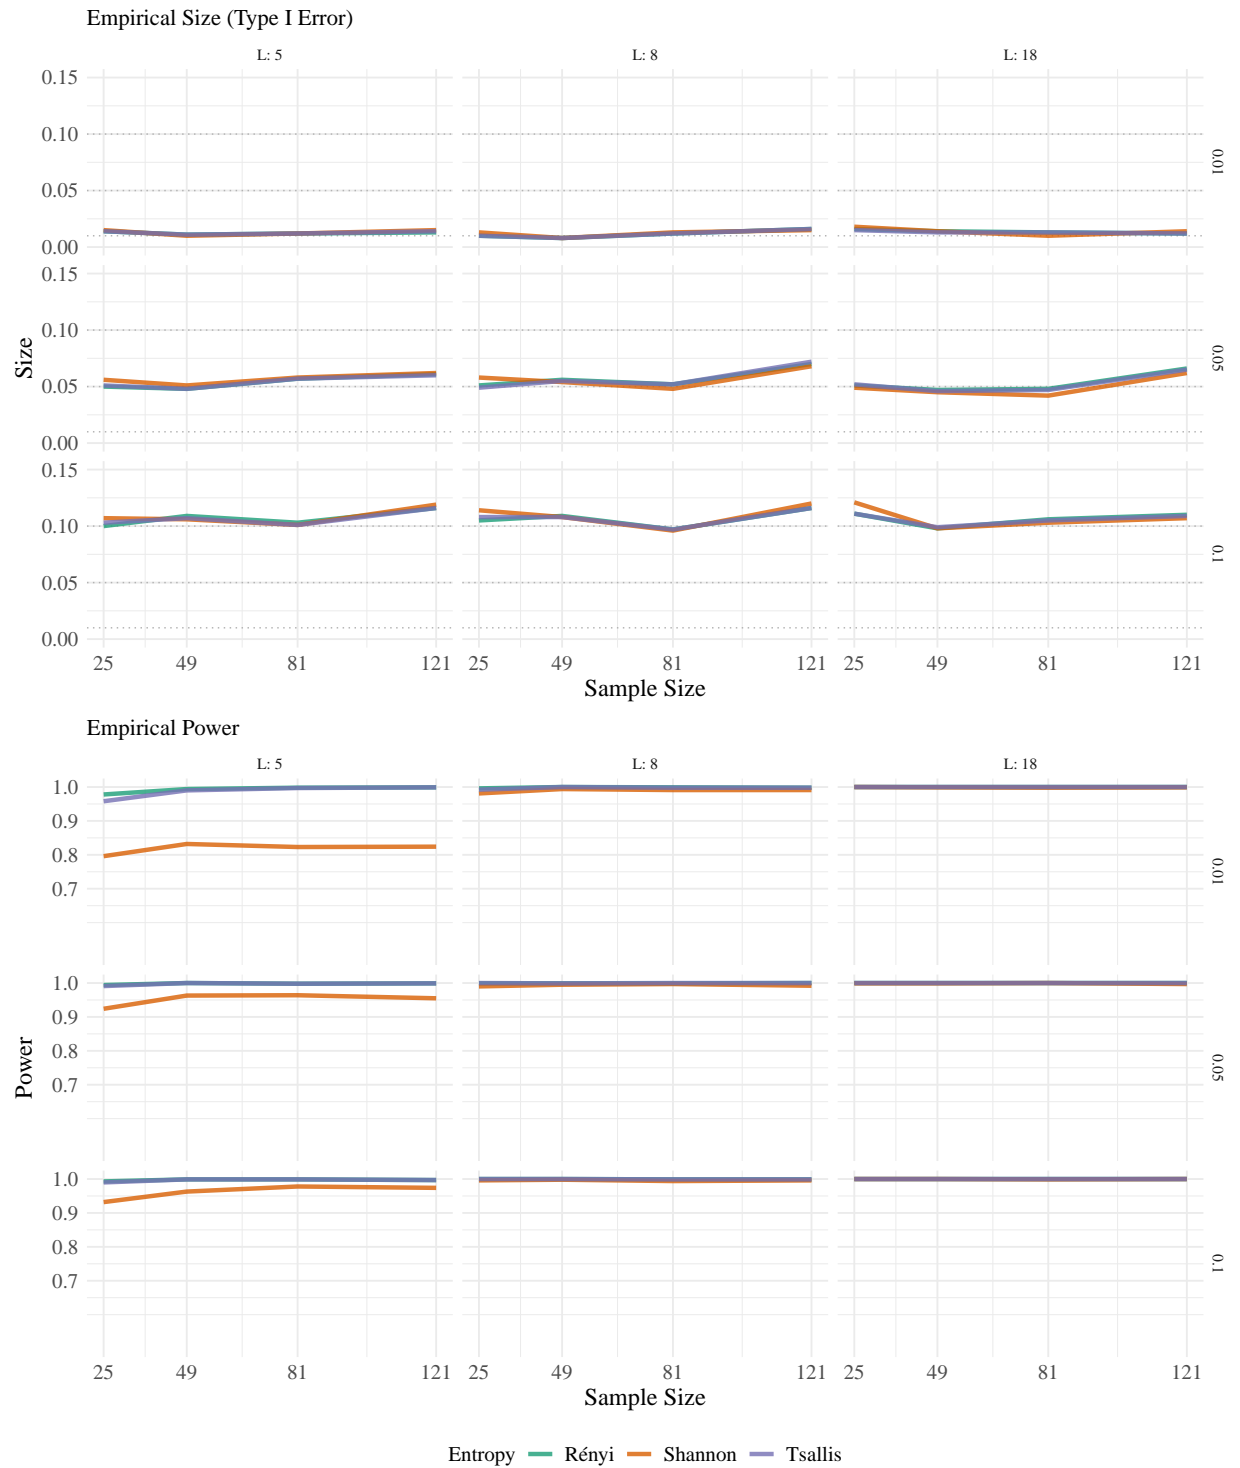 Empirical Size (Type I Error)
L: 5 L: 8 L: 18
0.15
0.10
0.05
0.00
0.01
0.15
0.10
0.05
0.00
0.05
0.15
0.10
0.05
0.00
0.1
Size
25 49 81 121 25 49 81 121 25 49 81 121
Sample Size
Empirical Power
L: 5 L: 8 L: 18
1.0
0.9
0.8
0.7
0.01
1.0
0.9
0.8
0.7
0.05
1.0
0.9
0.8
0.7
0.1
Power
25 49 81 121 25 49 81 121 25 49 81 121
Sample Size
Entropy Rényi Shannon Tsallis